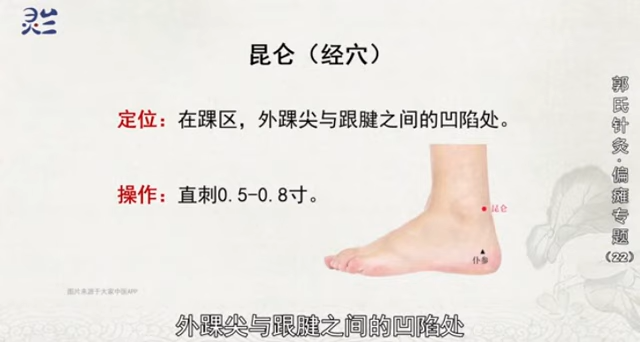 灵兰
昆仑（经穴）
定位：在踝区，外踝尖与跟腱之间的凹陷处。
操作：直刺0.5-0.8寸。
昆仑
仆参
图片来源于大家中医APP
郭氏针灸·偏瘫专题（22）
外踝尖与跟腱之间的凹陷处